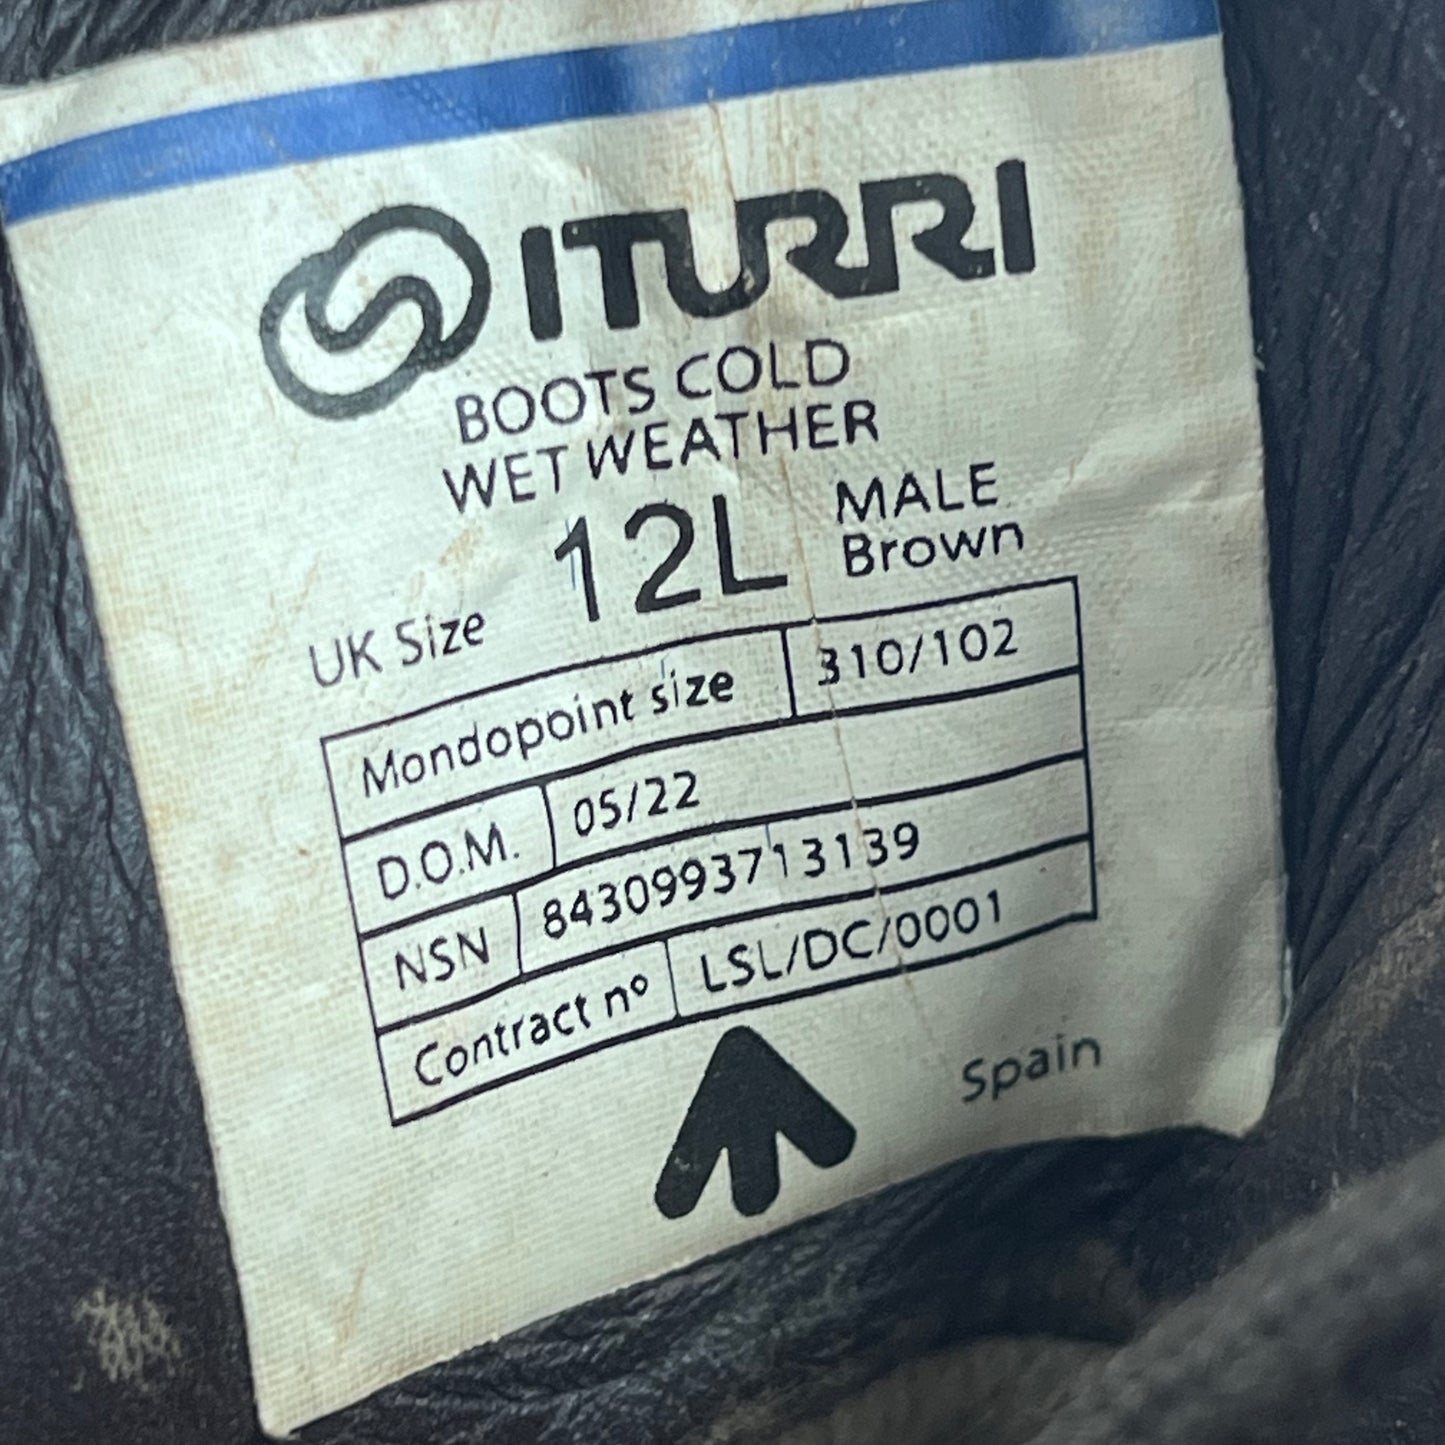 ITURRI
BOOTS COLD
WET WEATHER
UK Size 12L MALE
Brown
Mondopoint size 310/102
D.O.M. 05/22
NSN 8430993713139
Contract nº LSL/DC/0001
Spain